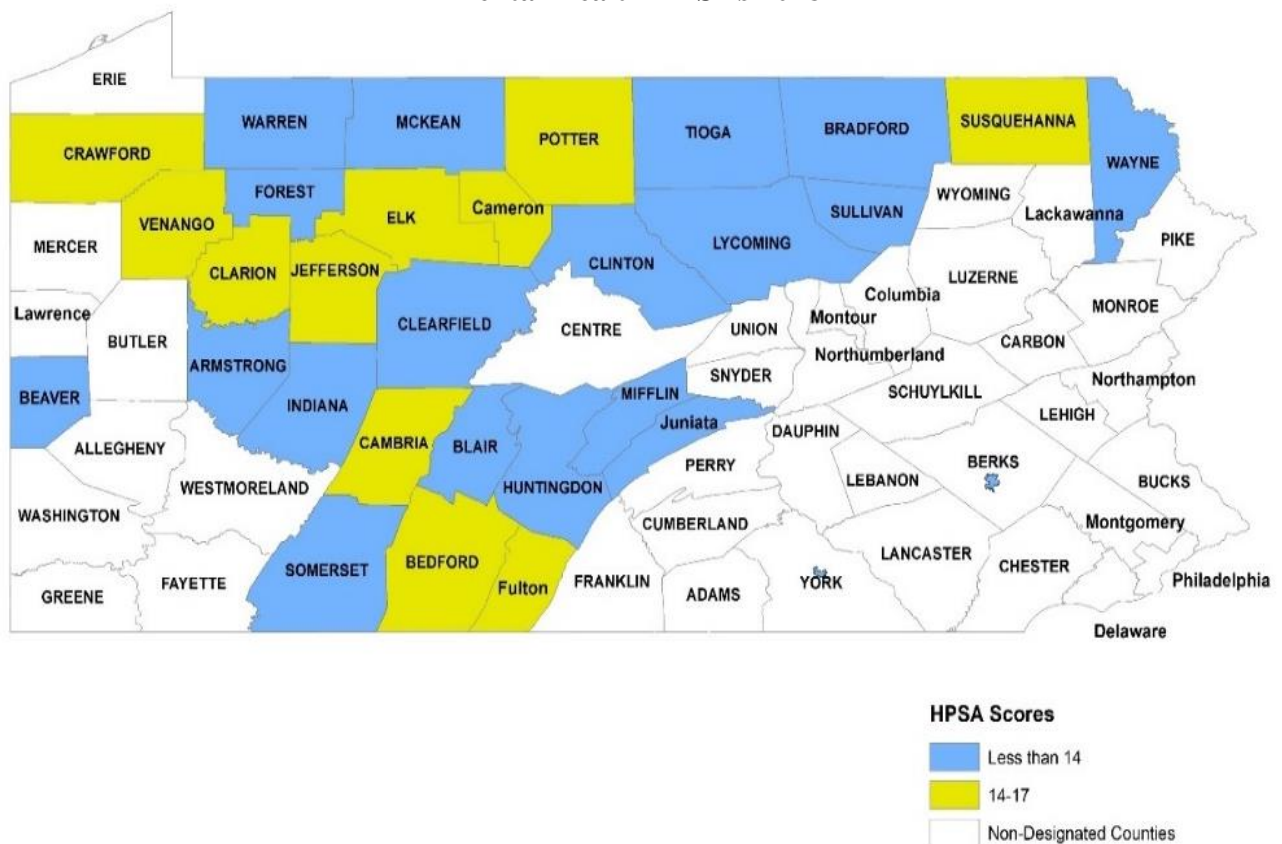 ERIE
WARREN
MCKEAN
POTTER
TIOGA
BRADFORD
SUSQUEHANNA
WAYNE
CRAWFORD
FOREST
VENANGO
ELK
Cameron
WYOMING
Lackawanna
PIKE
MERCER
CLARION
JEFFERSON
CLINTON
LYCOMING
SULLIVAN
LUZERNE
Columbia
MONROE
Lawrence
BUTLER
CLEARFIELD
CENTRE
UNION
Montour
Northumberland
CARBON
ARMSTRONG
SNYDER
SCHUYLKILL
Northampton
BEAVER
INDIANA
MIFFLIN
Juniata
LEHIGH
ALLEGHENY
CAMBRIA
BLAIR
DAUPHIN
PERRY
LEBANON
BERKS
BUCKS
WESTMORELAND
HUNTINGDON
WASHINGTON
CUMBERLAND
Montgomery
SOMERSET
BEDFORD
LANCASTER
CHESTER
GREENE
FAYETTE
Fulton
FRANKLIN
ADAMS
YORK
Philadelphia
Delaware
HPSA Scores
Less than 14
14-17
Non-Designated Counties